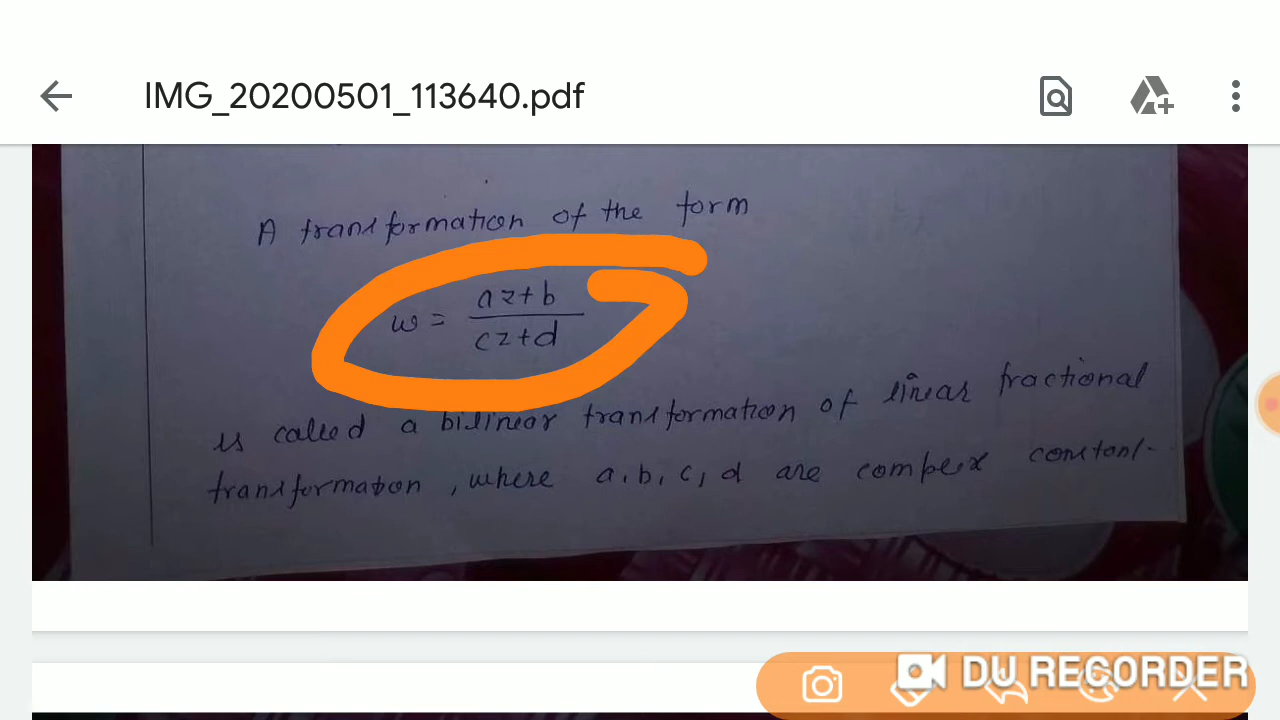 IMG_20200501_113640.pdf
A transformation of the form
w = az+b
cz+d
is called a bilinear transformation of linear fractional
transformation, where a, b, c, d are compex constant-
DU RECORDER